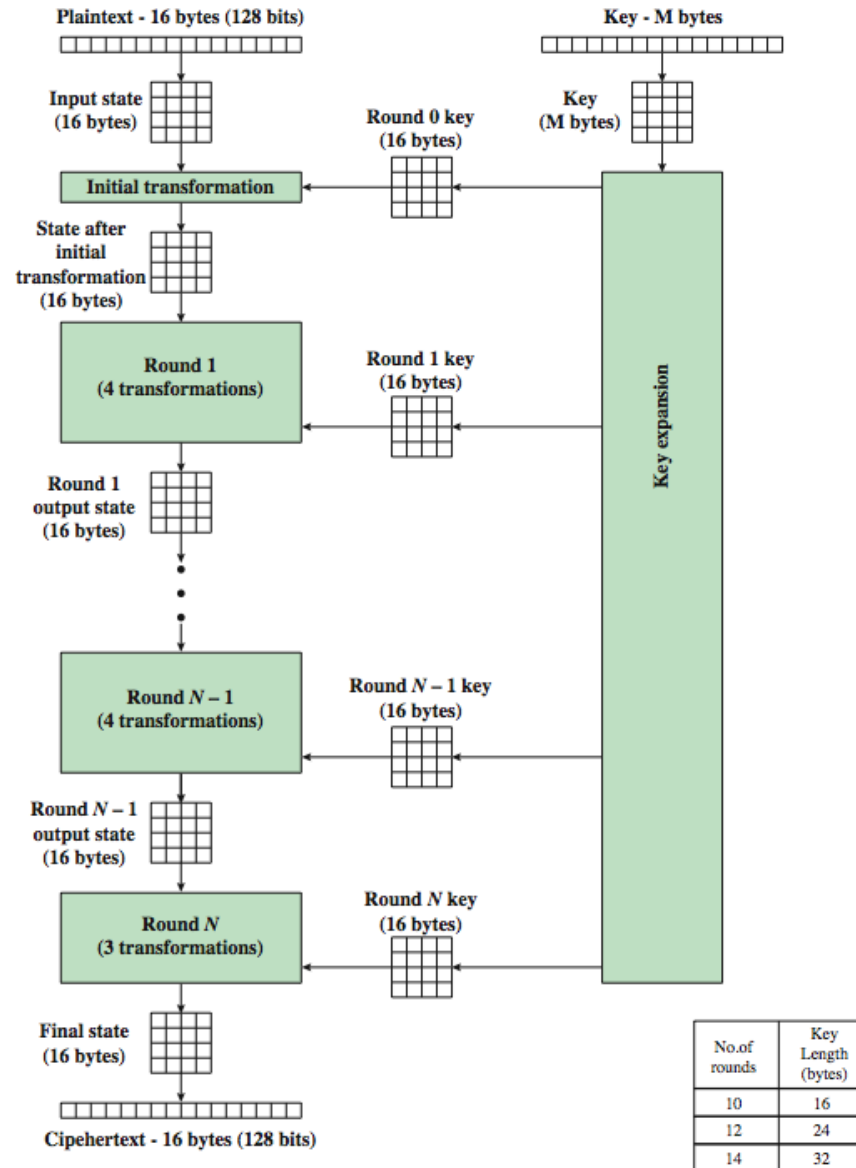 Plaintext - 16 bytes (128 bits)
Key - M bytes
Input state
(16 bytes)
Key
(M bytes)
Round 0 key
(16 bytes)
Initial transformation
State after
initial
transformation
(16 bytes)
Round 1
(4 transformations)
Round 1 key
(16 bytes)
Key expansion
Round 1
output state
(16 bytes)
Round N – 1
(4 transformations)
Round N – 1 key
(16 bytes)
Round N – 1
output state
(16 bytes)
Round N
(3 transformations)
Round N key
(16 bytes)
Final state
(16 bytes)
Cipehertext - 16 bytes (128 bits)
No.of
rounds
Key
Length
(bytes)
10 16
12 24
14 32